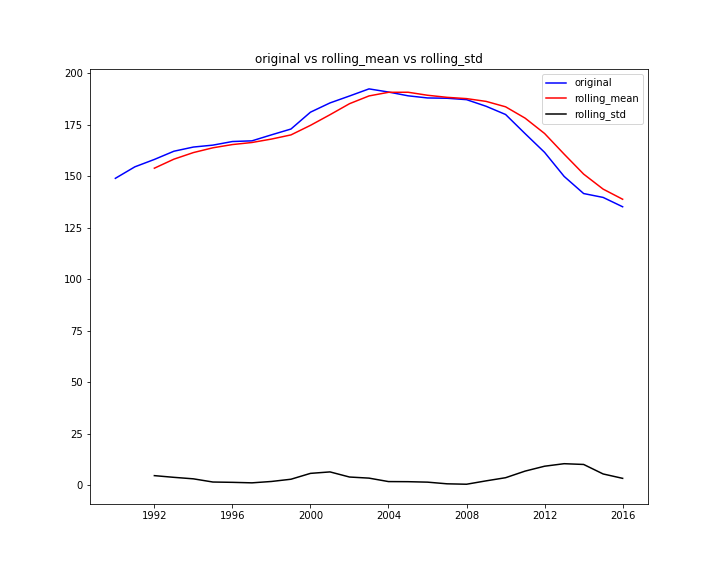 original vs rolling_mean vs rolling_std
original
rolling_mean
rolling_std
200
175
150
125
100
75
50
25
0
1992 1996 2000 2004 2008 2012 2016